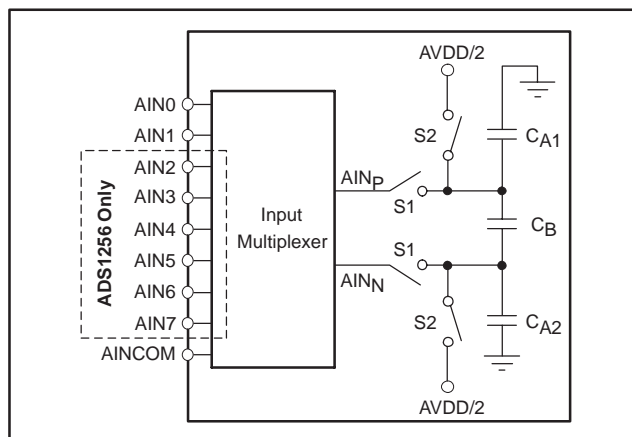 AVDD/2
AIN0
AIN1
AIN2
AIN3
AIN4
AIN5
AIN6
AIN7
AINCOM
ADS1256 Only
Input
Multiplexer
AINP
S1
S2
CA1
CB
S1
AINN
S2
CA2
AVDD/2